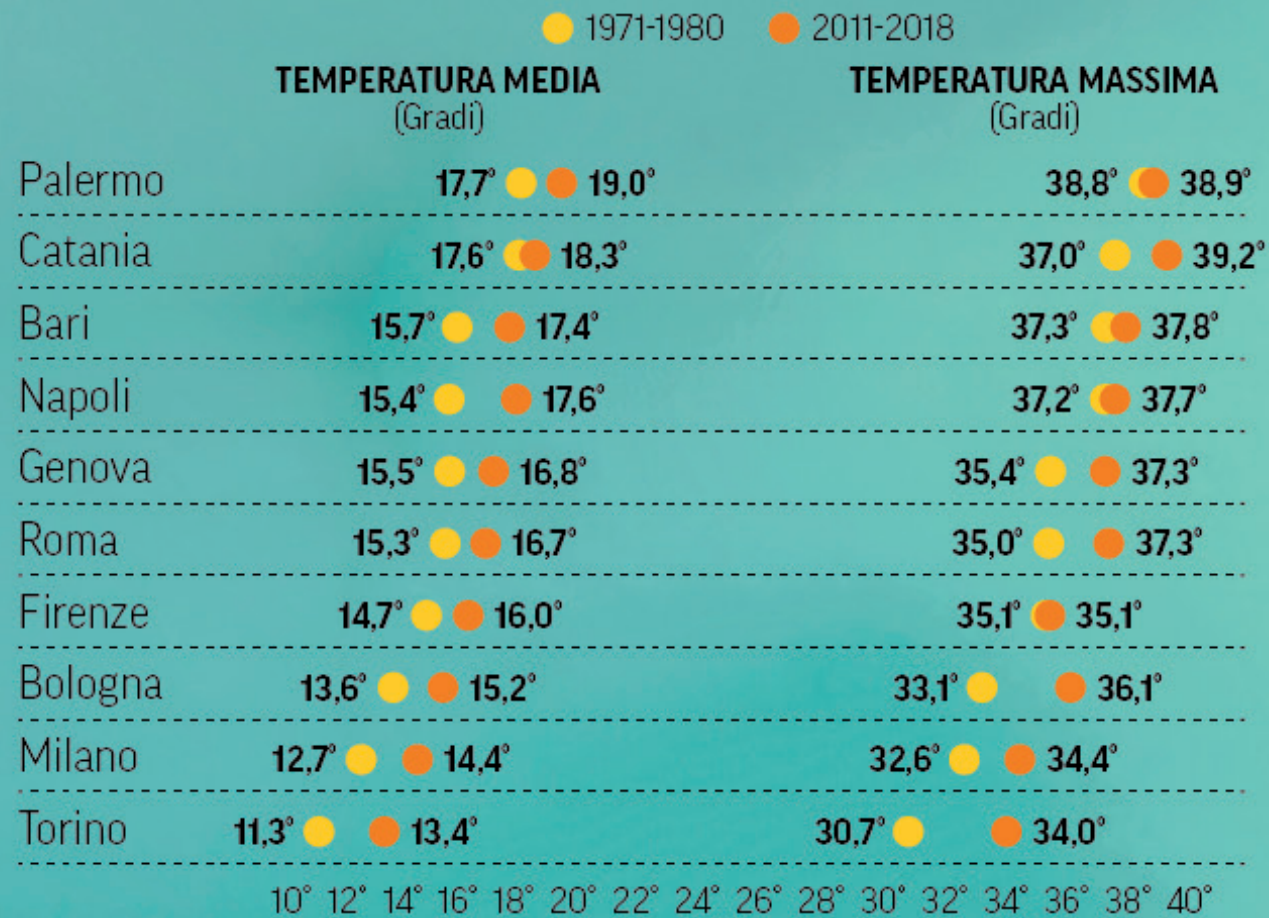 1971-1980 2011-2018
TEMPERATURA MEDIA TEMPERATURA MASSIMA
(Gradi) (Gradi)
Palermo 17,7° 19,0° 38,8° 38,9°
Catania 17,6° 18,3° 37,0° 39,2°
Bari 15,7° 17,4° 37,3° 37,8°
Napoli 15,4° 17,6° 37,2° 37,7°
Genova 15,5° 16,8° 35,4° 37,3°
Roma 15,3° 16,7° 35,0° 37,3°
Firenze 14,7° 16,0° 35,1° 35,1°
Bologna 13,6° 15,2° 33,1° 36,1°
Milano 12,7° 14,4° 32,6° 34,4°
Torino 11,3° 13,4° 30,7° 34,0°
10° 12° 14° 16° 18° 20° 22° 24° 26° 28° 30° 32° 34° 36° 38° 40°